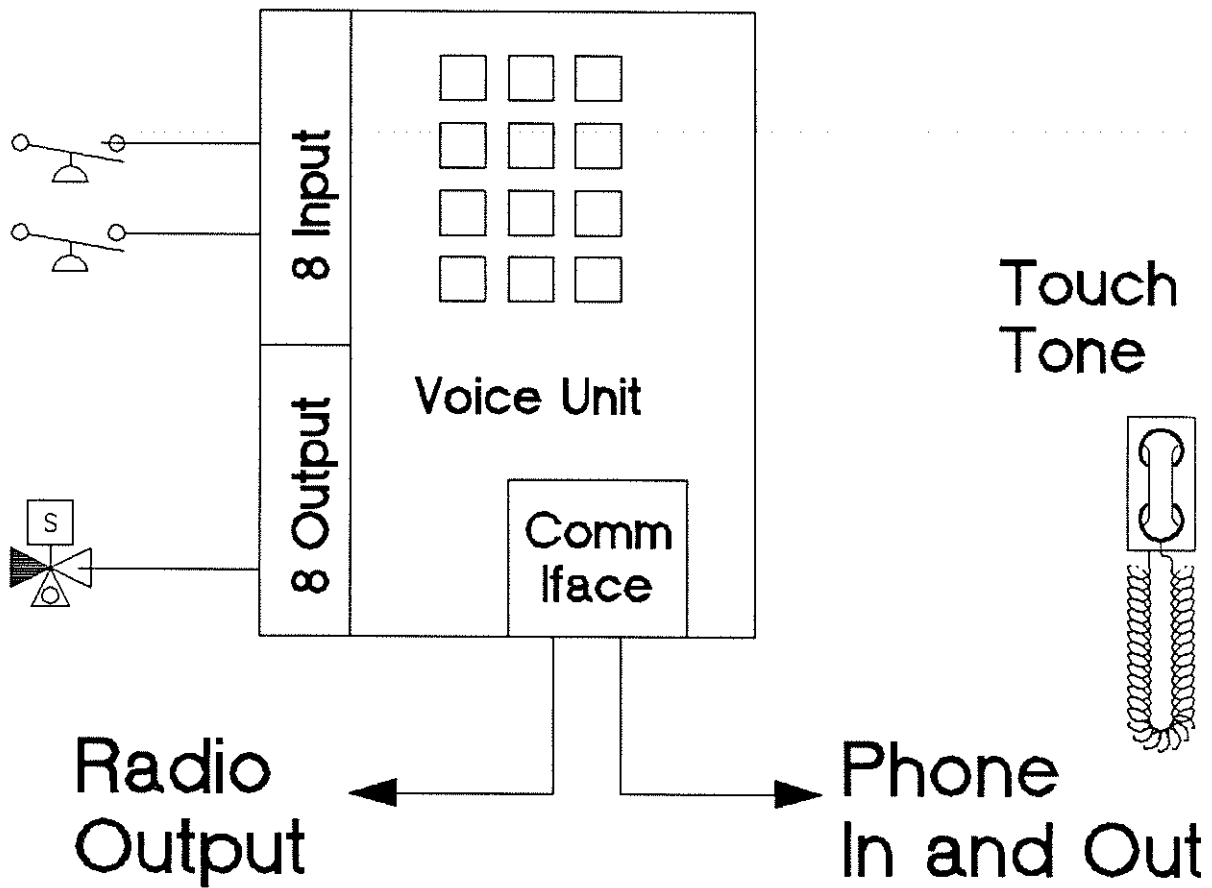 8 Input
8 Output
Voice Unit
Comm
Iface
S
Touch
Tone
Radio
Output
Phone
In and Out